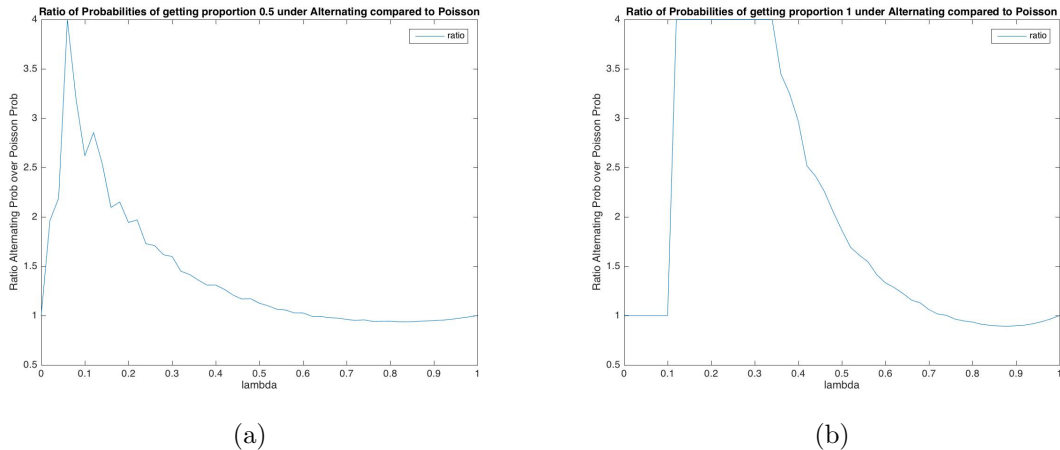 Ratio of Probabilities of getting proportion 0.5 under Alternating compared to Poisson
4
3.5
3
2.5
2
1.5
1
0.5
Ratio Alternating Prob over Poisson Prob
ratio
0 0.1 0.2 0.3 0.4 0.5 0.6 0.7 0.8 0.9 1
lambda
(a)
Ratio of Probabilities of getting proportion 1 under Alternating compared to Poisson
4
3.5
3
2.5
2
1.5
1
0.5
Ratio Alternating Prob over Poisson Prob
ratio
0 0.1 0.2 0.3 0.4 0.5 0.6 0.7 0.8 0.9 1
lambda
(b)